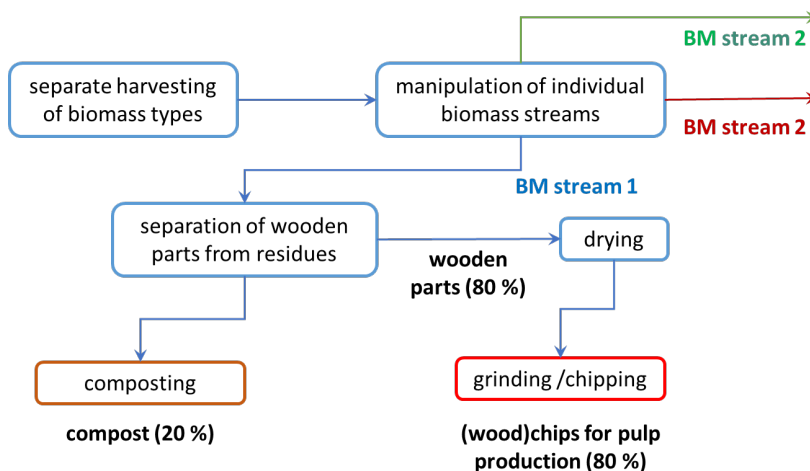 BM stream 2
separate harvesting
of biomass types
manipulation of individual
biomass streams
BM stream 2
BM stream 1
separation of wooden
parts from residues
drying
wooden
parts (80 %)
composting
grinding /chipping
compost (20 %)
(wood)chips for pulp
production (80 %)